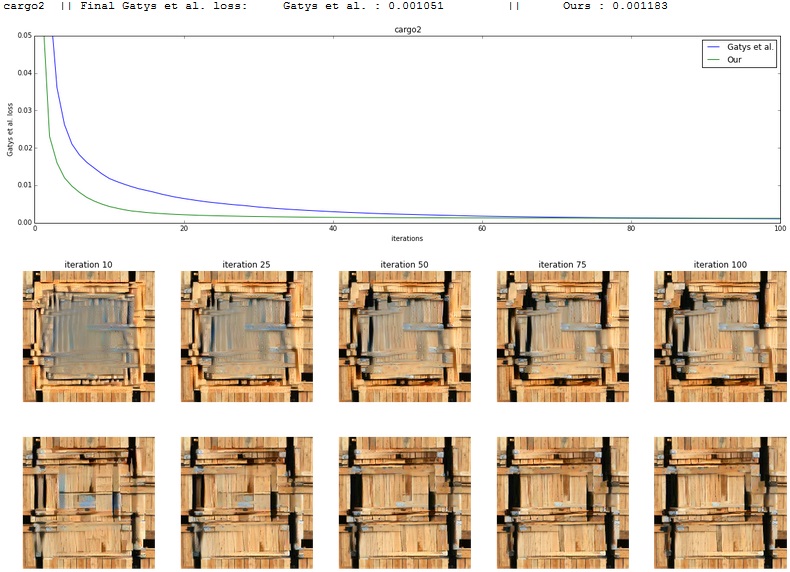 cargo2 || Final Gatys et al. loss: Gatys et al. : 0.001051 || Ours : 0.001183
cargo2
Gatys et al.
Our
0.05
0.04
0.03
0.02
0.01
0.00
Gatys et al. loss
0 20 40 60 80 100
iterations
iteration 10 iteration 25 iteration 50 iteration 75 iteration 100